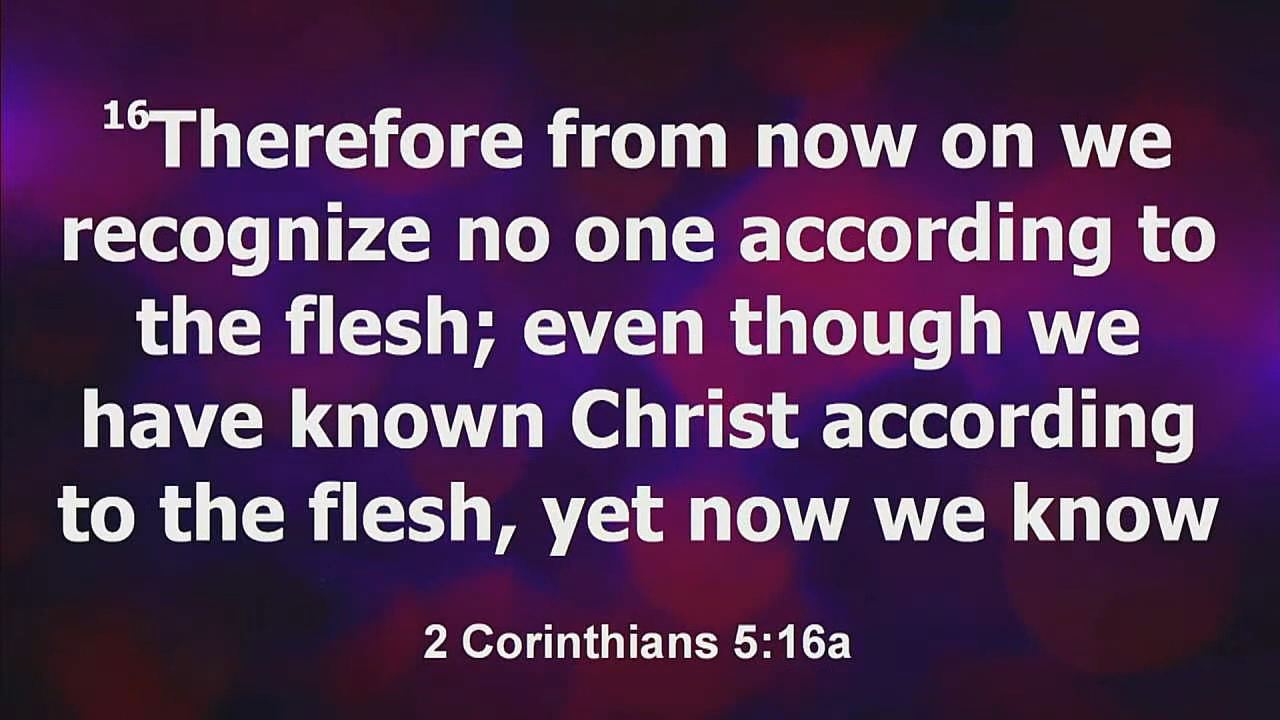 16Therefore from now on we
recognize no one according to
the flesh; even though we
have known Christ according
to the flesh, yet now we know
2 Corinthians 5:16a